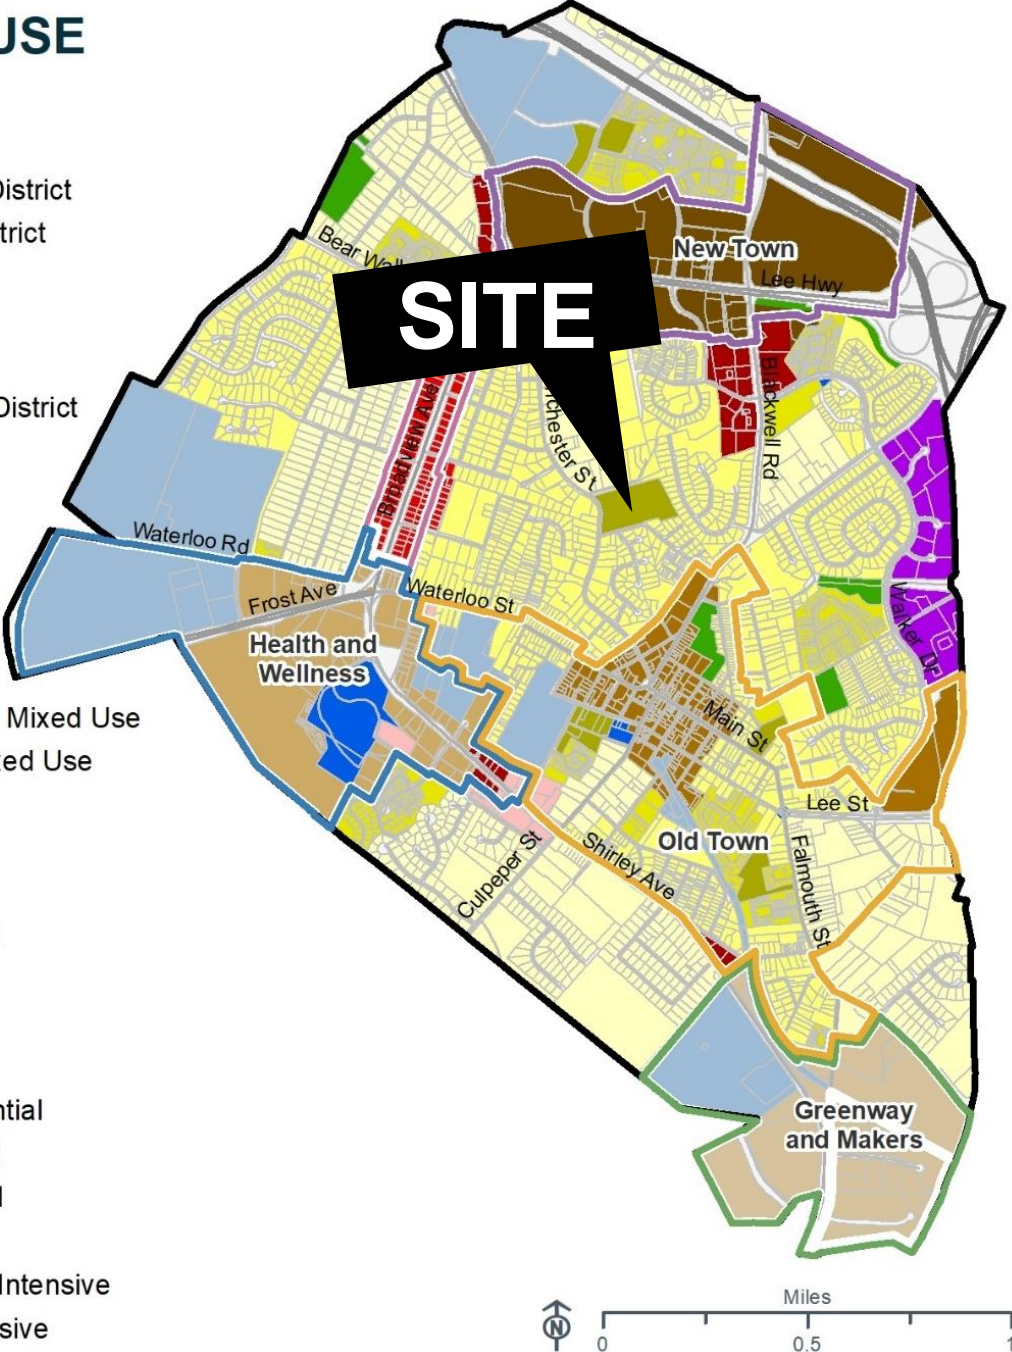 USE
District
trict
District
Mixed Use
ed Use
ntial
Intensive
sive
New Town
Lee Hwy
Bear Wall
SITE
chester St
Blackwell Rd
Broadview Ave
Waterloo Rd
Frost Ave
Waterloo St
Health and
Wellness
Walker Dr
Main St
Lee St
Old Town
Shirley Ave
Culpeper St
Falmouth St
Greenway
and Makers
Miles
N
0
0.5
1